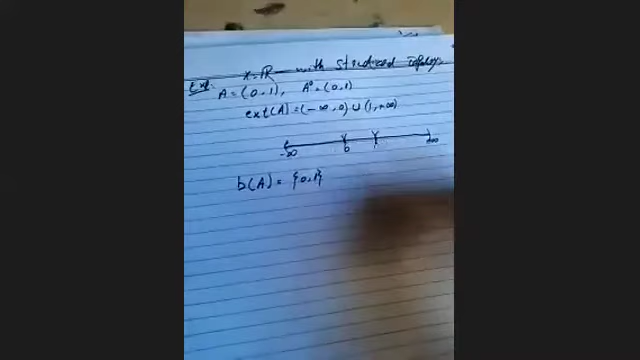 Ex:- X=ℝ with standard topology.
A = (0,1), A° = (0,1)
ext(A) = (-∞,0) ∪ (1,+∞)
-∞ 0 1 +∞
b(A) = {0,1}